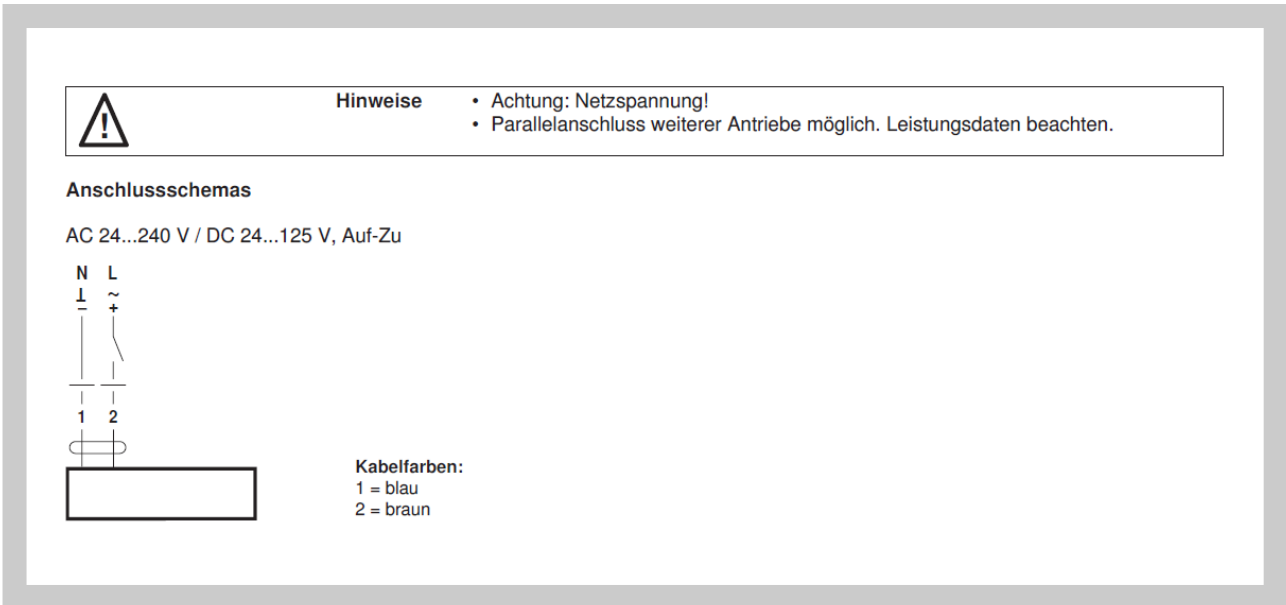 Hinweise
• Achtung: Netzspannung!
• Parallelanschluss weiterer Antriebe möglich. Leistungsdaten beachten.
Anschlussschemas
AC 24...240 V / DC 24...125 V, Auf-Zu
N L
⊥ ~
– +
1 2
Kabelfarben:
1 = blau
2 = braun